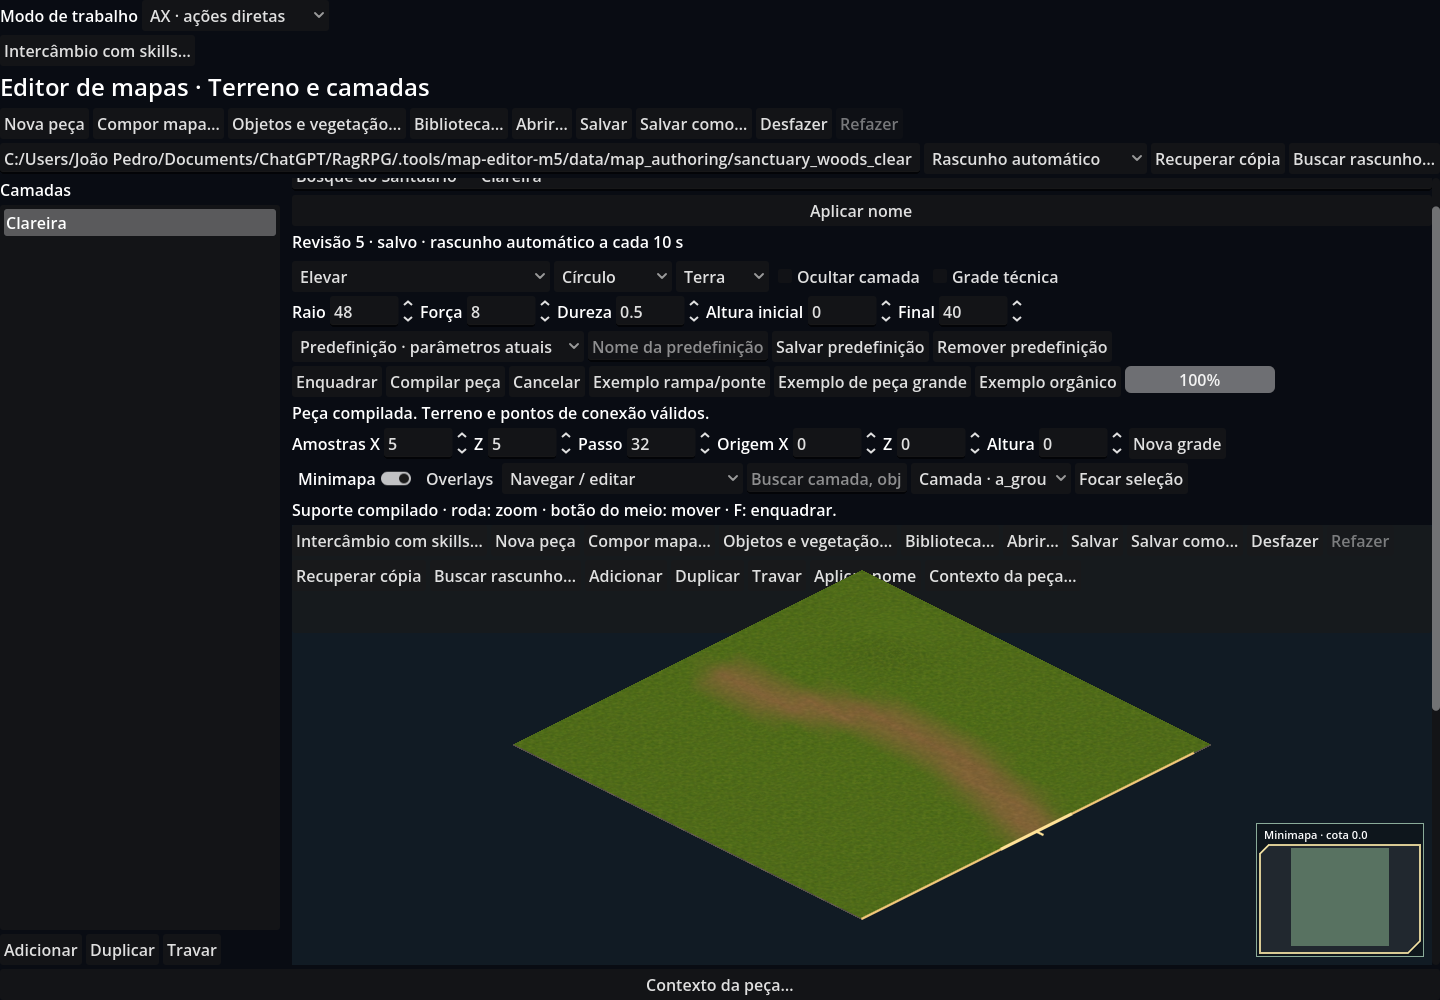 Modo de trabalho AX · ações diretas
Intercâmbio com skills...
Editor de mapas · Terreno e camadas
Nova peça Compor mapa... Objetos e vegetação... Biblioteca... Abrir... Salvar Salvar como... Desfazer Refazer
C:/Users/João Pedro/Documents/ChatGPT/RagRPG/.tools/map-editor-m5/data/map_authoring/sanctuary_woods_clear Rascunho automático Recuperar cópia Buscar rascunho...
Camadas
Clareira
Bosque do Santuário Clareira
Aplicar nome
Revisão 5 · salvo · rascunho automático a cada 10 s
Elevar Círculo Terra Ocultar camada Grade técnica
Raio 48 Força 8 Dureza 0.5 Altura inicial 0 Final 40
Predefinição · parâmetros atuais Nome da predefinição Salvar predefinição Remover predefinição
Enquadrar Compilar peça Cancelar Exemplo rampa/ponte Exemplo de peça grande Exemplo orgânico 100%
Peça compilada. Terreno e pontos de conexão válidos.
Amostras X 5 Z 5 Passo 32 Origem X 0 Z 0 Altura 0 Nova grade
Minimapa Overlays Navegar / editar Buscar camada, obj Camada · a_grou Focar seleção
Suporte compilado · roda: zoom · botão do meio: mover · F: enquadrar.
Intercâmbio com skills... Nova peça Compor mapa... Objetos e vegetação... Biblioteca... Abrir... Salvar Salvar como... Desfazer Refazer
Recuperar cópia Buscar rascunho... Adicionar Duplicar Travar Aplicar nome Contexto da peça...
Minimapa · cota 0.0
Adicionar Duplicar Travar
Contexto da peça...